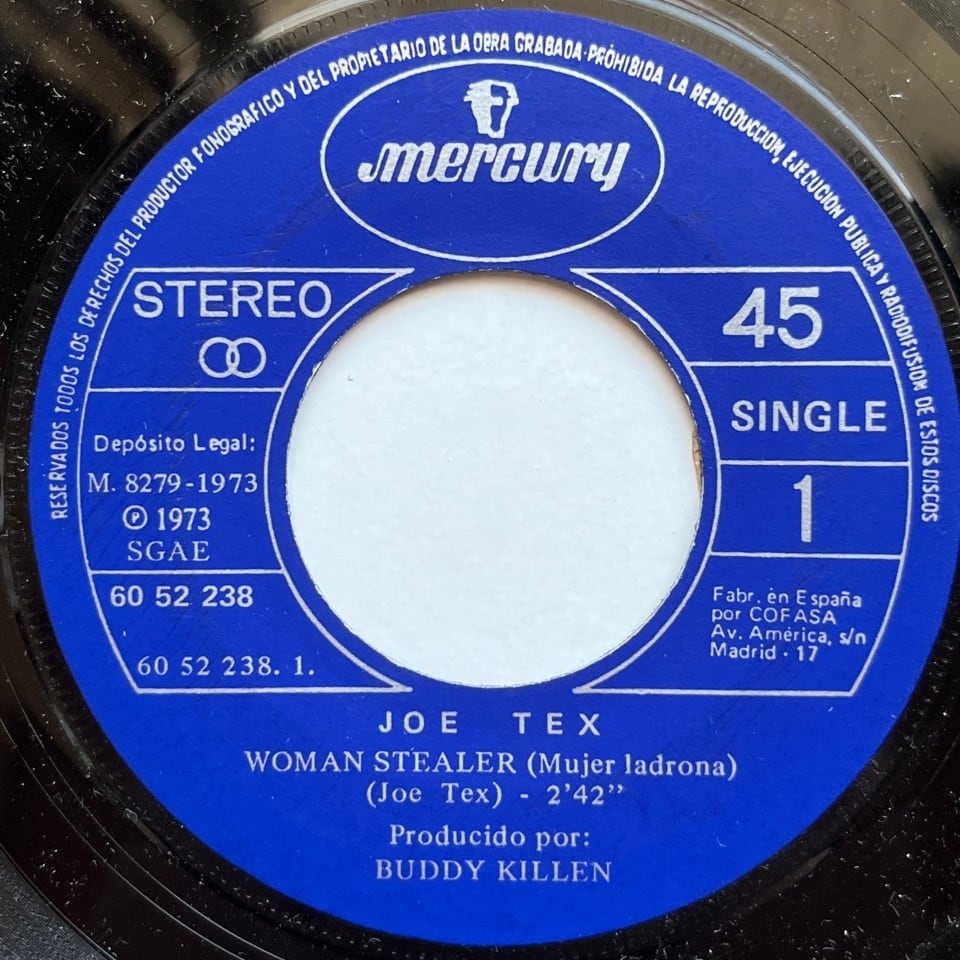 RESERVADOS TODOS LOS DERECHOS DEL PRODUCTOR FONOGRAFICO Y DEL PROPIETARIO DE LA OBRA GRABADA·PROHIBIDA LA REPRODUCCION, EJECUCION PUBLICA Y RADIODIFUSION DE ESTOS DISCOS
mercury
STEREO
45
SINGLE
1
Depósito Legal:
M. 8279-1973
Ⓟ 1973
SGAE
60 52 238
60 52 238. 1.
Fabr. en España
por COFASA
Av. América, s/n
Madrid - 17
JOE TEX
WOMAN STEALER (Mujer ladrona)
(Joe Tex) - 2'42"
Producido por:
BUDDY KILLEN